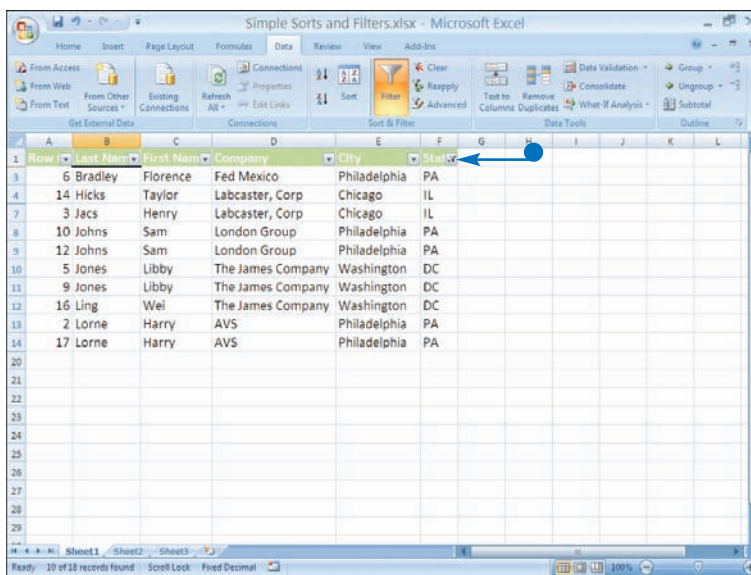 Simple Sorts and Filters.xlsx - Microsoft Excel
Home Insert Page Layout Formulas Data Review View Add-Ins
From Access
From Web
From Text
From Other Sources
Existing Connections
Get External Data
Refresh All
Connections
Properties
Edit Links
Connections
Sort
Filter
Clear
Reapply
Advanced
Sort & Filter
Text to Columns
Remove Duplicates
Data Validation
Consolidate
What-If Analysis
Data Tools
Group
Ungroup
Subtotal
Outline
A B C D E F G H I J K L
1 Row Last Nam First Nam Company City Stat
3 6 Bradley Florence Fed Mexico Philadelphia PA
4 14 Hicks Taylor Labcaster, Corp Chicago IL
7 3 Jacs Henry Labcaster, Corp Chicago IL
8 10 Johns Sam London Group Philadelphia PA
9 12 Johns Sam London Group Philadelphia PA
10 5 Jones Libby The James Company Washington DC
11 9 Jones Libby The James Company Washington DC
12 16 Ling Wei The James Company Washington DC
13 2 Lorne Harry AVS Philadelphia PA
14 17 Lorne Harry AVS Philadelphia PA
20
21
22
23
24
25
26
27
28
29
Sheet1 Sheet2 Sheet3
Ready 10 of 18 records found Scroll Lock Fixed Decimal 100%